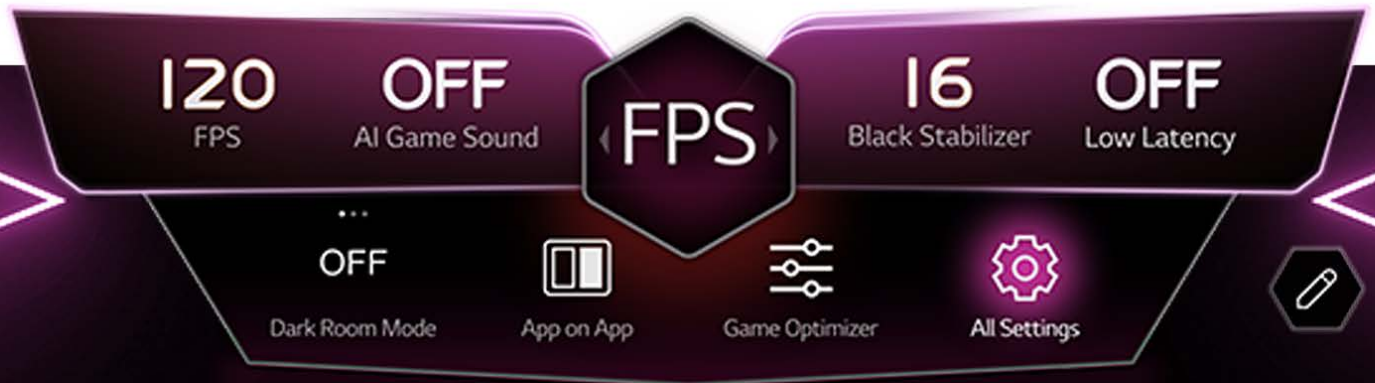 120
FPS
OFF
AI Game Sound
FPS
16
Black Stabilizer
OFF
Low Latency
OFF
Dark Room Mode
App on App
Game Optimizer
All Settings